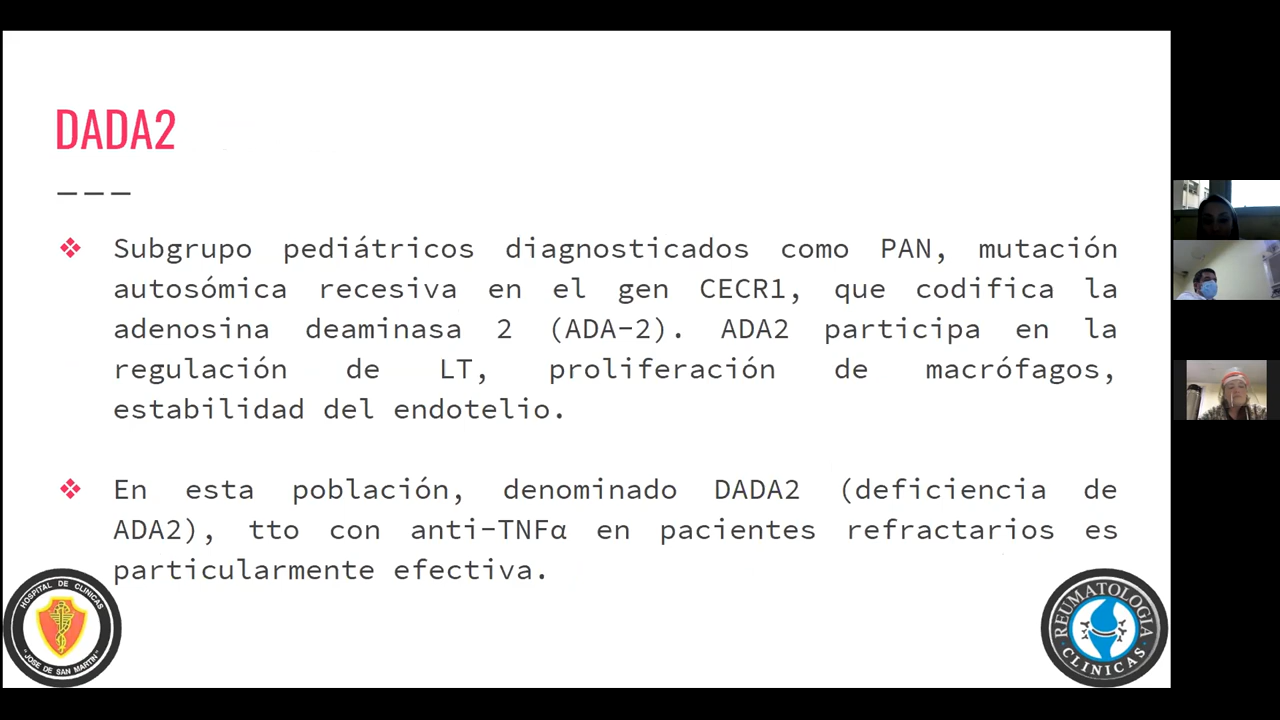 DADA2
❖ Subgrupo pediátricos diagnosticados como PAN, mutación
autosómica recesiva en el gen CECR1, que codifica la
adenosina deaminasa 2 (ADA-2). ADA2 participa en la
regulación de LT, proliferación de macrófagos,
estabilidad del endotelio.
❖ En esta población, denominado DADA2 (deficiencia de
ADA2), tto con anti-TNFα en pacientes refractarios es
particularmente efectiva.
HOSPITAL DE CLINICAS
"JOSE DE SAN MARTIN"
REUMATOLOGIA
CLINICAS